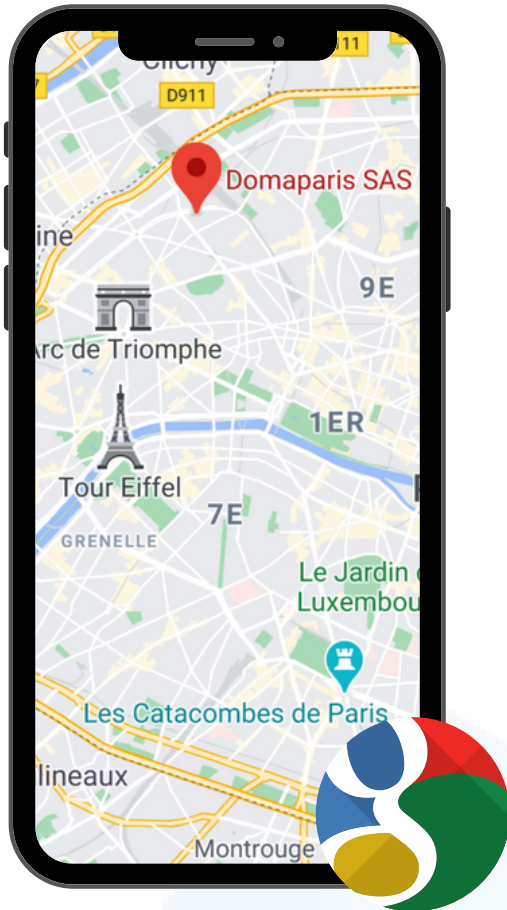 Clichy
11
D911
Domaparis SAS
ine
9E
Arc de Triomphe
1ER
Tour Eiffel
7E
GRENELLE
Le Jardin
Luxembou
Les Catacombes de Paris
lineaux
Montrouge